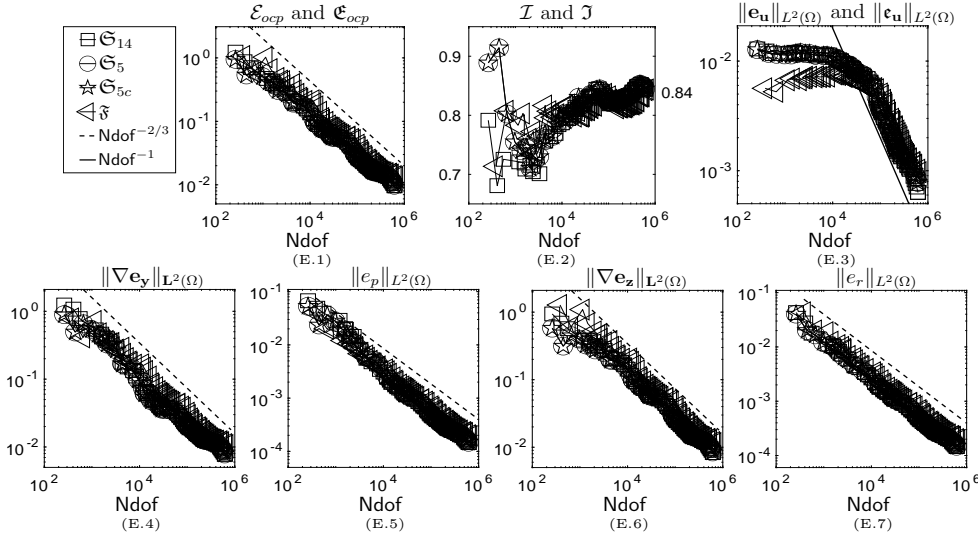 𝓔_ocp and 𝕰_ocp
𝓘 and 𝕴
‖e_u‖_L²(Ω) and ‖𝖊_u‖_L²(Ω)
𝔖₁₄
𝔖₅
𝔖₅c
𝔉
Ndof^−2/3
Ndof^−1
10^0
10^-1
10^-2
10^2 10^4 10^6
Ndof
(E.1)
0.9
0.8
0.7
0.84
10^2 10^4 10^6
Ndof
(E.2)
10^-2
10^-3
10^2 10^4 10^6
Ndof
(E.3)
‖∇e_y‖_L²(Ω)
‖e_p‖_L²(Ω)
‖∇e_z‖_L²(Ω)
‖e_r‖_L²(Ω)
10^0
10^-1
10^-2
10^2 10^4 10^6
Ndof
(E.4)
10^-1
10^-2
10^-3
10^-4
10^2 10^4 10^6
Ndof
(E.5)
10^0
10^-1
10^-2
10^2 10^4 10^6
Ndof
(E.6)
10^-1
10^-2
10^-3
10^-4
10^2 10^4 10^6
Ndof
(E.7)